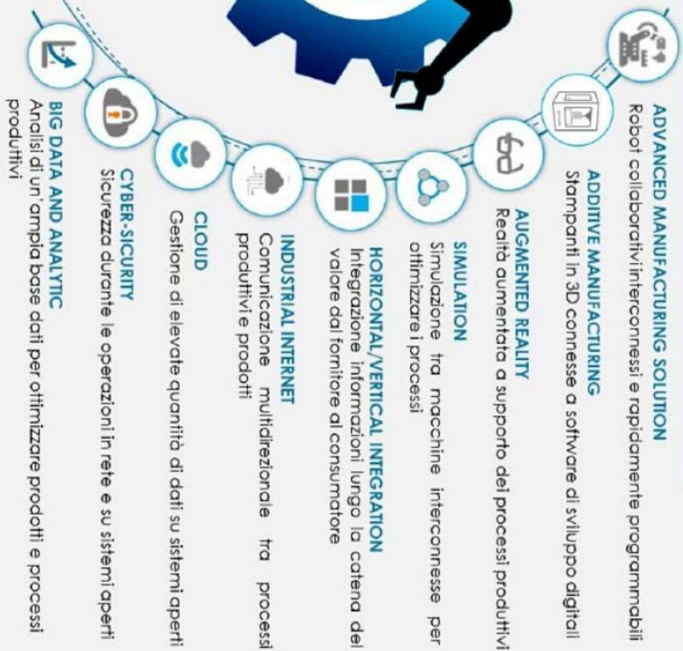 ADVANCED MANUFACTURING SOLUTION
Robot collaborativi interconnessi e rapidamente programmabili
ADDITIVE MANUFACTURING
Stampanti in 3D connesse a software di sviluppo digitali
AUGMENTED REALITY
Realtà aumentata a supporto dei processi produttivi
SIMULATION
Simulazione tra macchine interconnesse per
ottimizzare i processi
HORIZONTAL/VERTICAL INTEGRATION
Integrazione informazioni lungo la catena del
valore dal fornitore al consumatore
INDUSTRIAL INTERNET
Comunicazione multidirezionale tra processi
produttivi e prodotti
CLOUD
Gestione di elevate quantità di dati su sistemi aperti
CYBER-SICURITY
Sicurezza durante le operazioni in rete e su sistemi aperti
BIG DATA AND ANALYTIC
Analisi di un'ampia base dati per ottimizzare prodotti e processi
produttivi